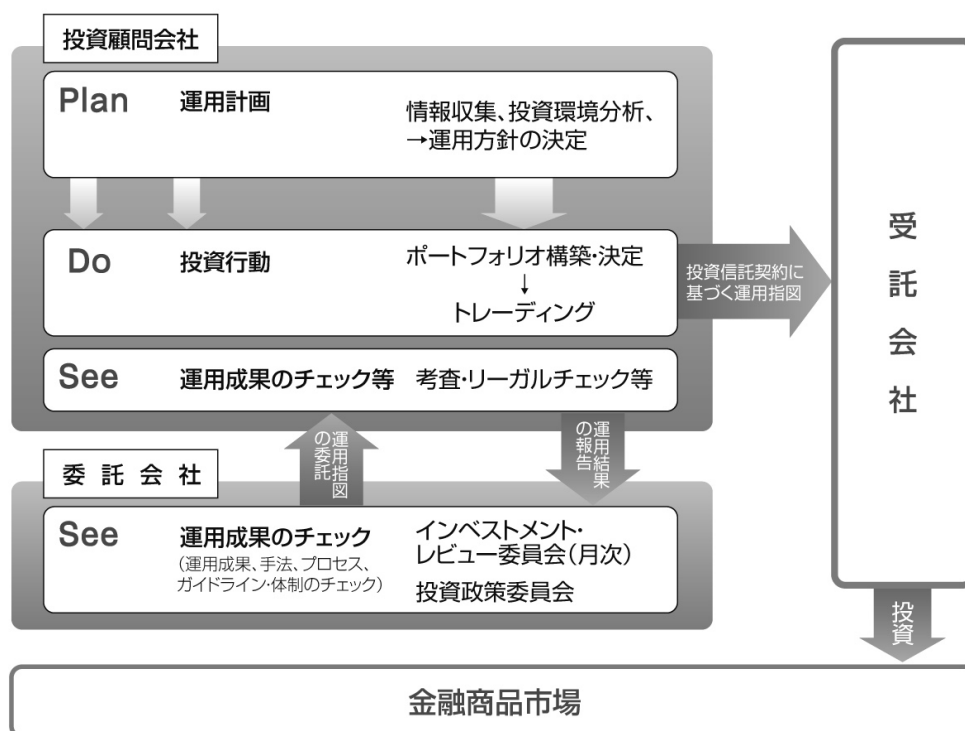 投資顧問会社
Plan 運用計画 情報収集、投資環境分析、
→運用方針の決定
Do 投資行動 ポートフォリオ構築・決定
↓
トレーディング
See 運用成果のチェック等 考査・リーガルチェック等
投資信託契約に
基づく運用指図
受託会社
運用指図
の委託
運用結果
の報告
委託会社
See 運用成果のチェック
(運用成果、手法、プロセス、
ガイドライン・体制のチェック)
インベストメント・
レビュー委員会(月次)
投資政策委員会
投資
金融商品市場